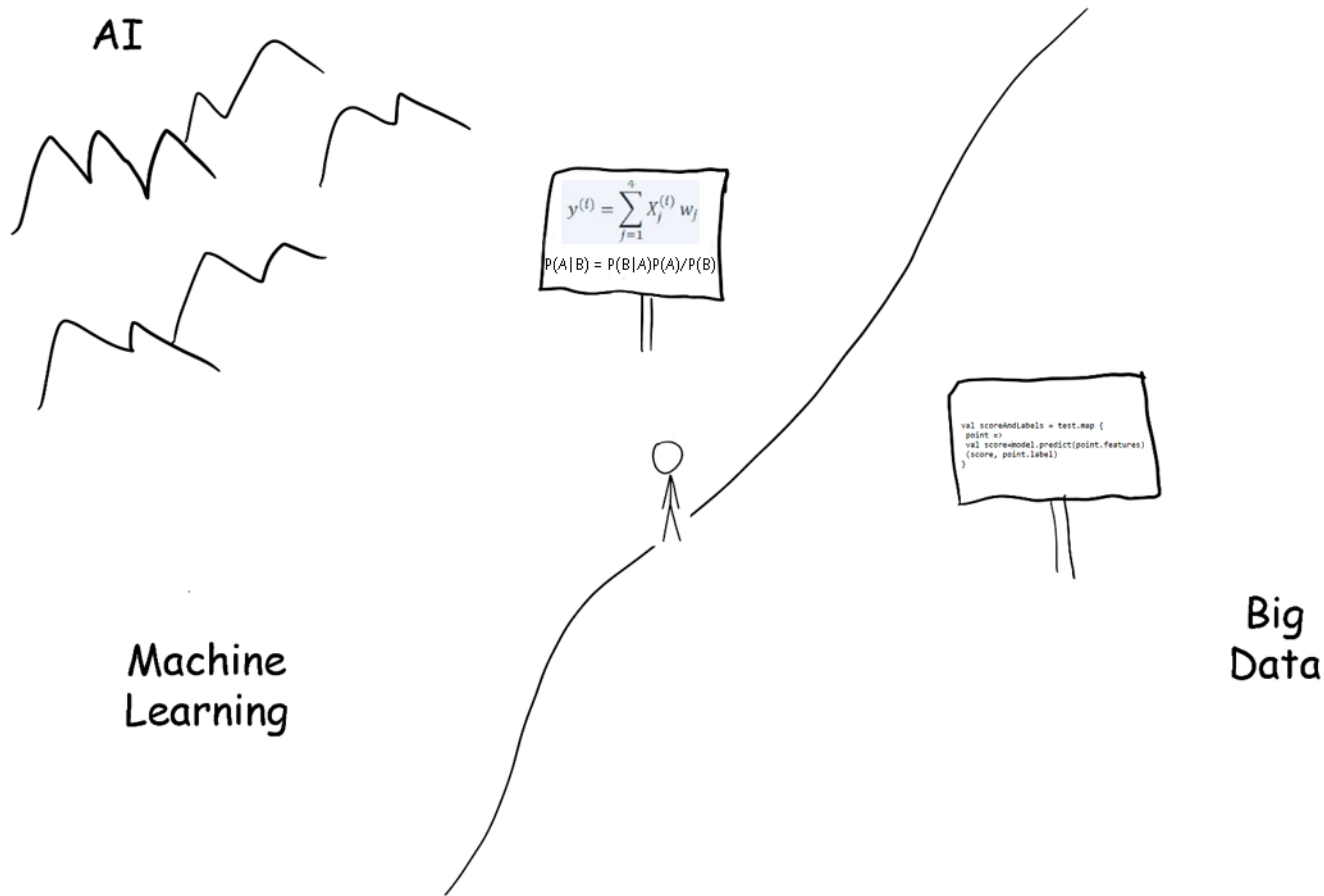 AI
y^(i) = ∑_{j=1}^{4} X_j^(i) w_j
P(A|B) = P(B|A)P(A)/P(B)
val scoreAndLabels = test.map {
point =>
val score=model.predict(point.features)
(score, point.label)
}
Big
Data
Machine
Learning